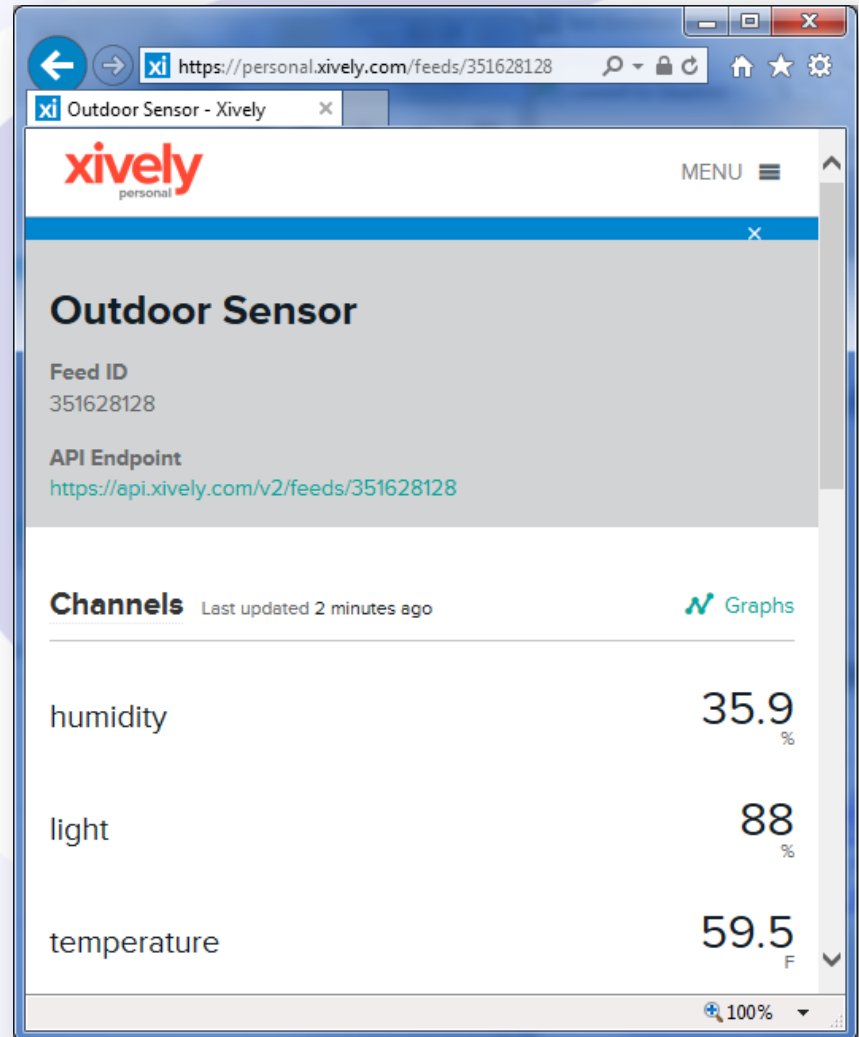 xi https://personal.xively.com/feeds/351628128
xi Outdoor Sensor - Xively
xively
personal
MENU
Outdoor Sensor
Feed ID
351628128
API Endpoint
https://api.xively.com/v2/feeds/351628128
Channels Last updated 2 minutes ago Graphs
humidity 35.9
%
light 88
%
temperature 59.5
F
100%